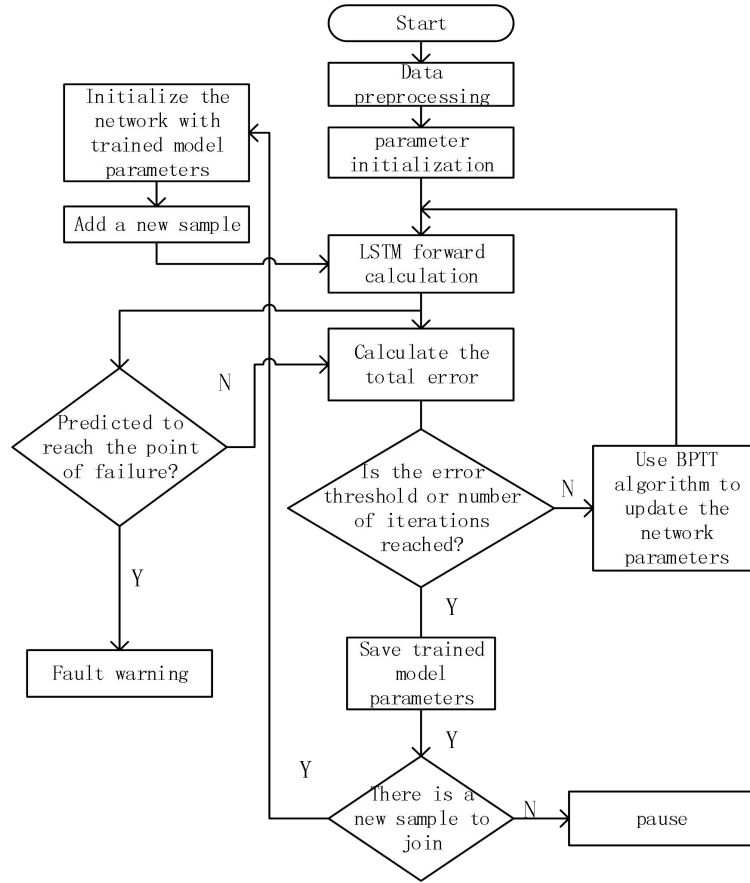 Start
Data
preprocessing
parameter
initialization
Initialize the
network with
trained model
parameters
Add a new sample
LSTM forward
calculation
Calculate the
total error
N
Predicted to
reach the point
of failure?
Y
Fault warning
Is the error
threshold or number
of iterations
reached?
N
Use BPTT
algorithm to
update the
network
parameters
Y
Save trained
model
parameters
Y
Y
There is a
new sample to
join
N
pause